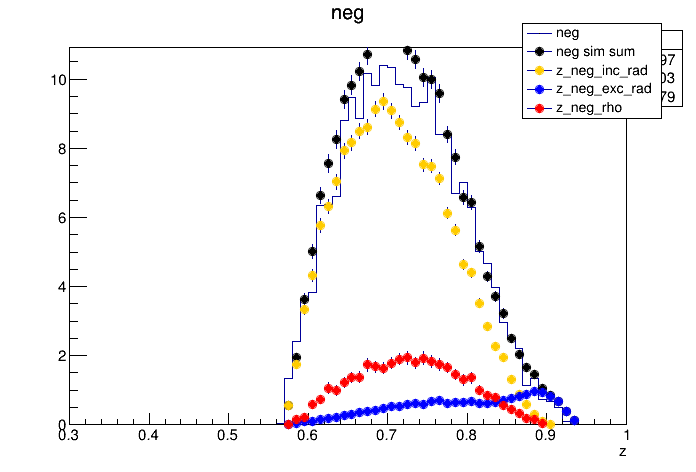 neg
neg
neg sim sum
z_neg_inc_rad
z_neg_exc_rad
z_neg_rho
97
03
79
10
8
6
4
2
0
0.3 0.4 0.5 0.6 0.7 0.8 0.9 1
z